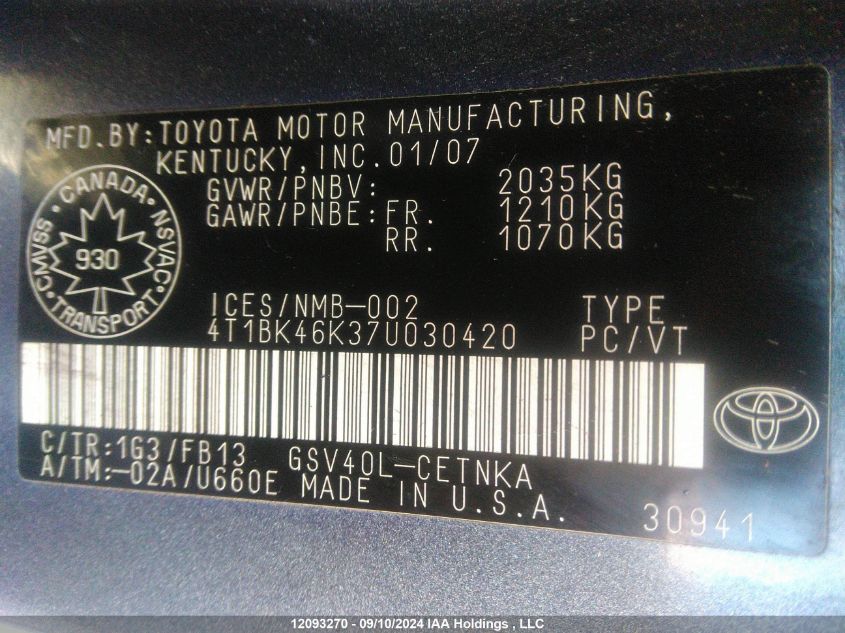 MFD.BY:TOYOTA MOTOR MANUFACTURING,
KENTUCKY,INC.01/07
GVWR/PNBV: 2035KG
GAWR/PNBE:FR. 1210KG
RR. 1070KG
CMVSS · CANADA · NSVAC · TRANSPORT ·
930
ICES/NMB-002 TYPE
4T1BK46K37U030420 PC/VT
C/TR:1G3/FB13 GSV40L-CETNKA
A/TM:-02A/U660E MADE IN U.S.A.
30941
12093270 - 09/10/2024 IAA Holdings , LLC